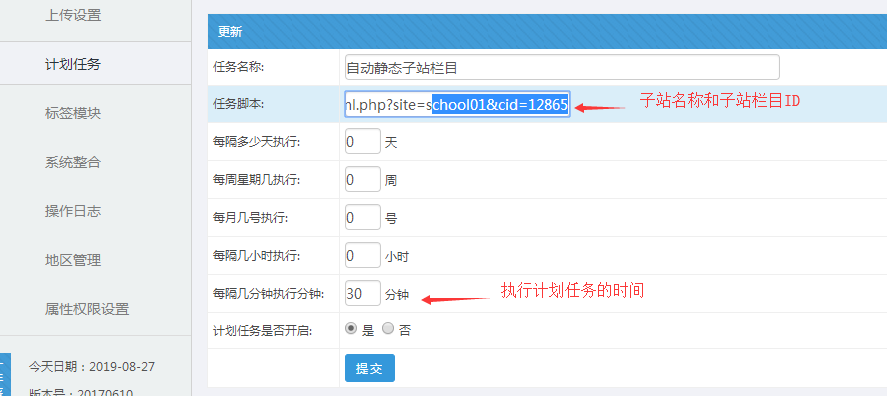 上传设置
计划任务
标签模块
系统整合
操作日志
地区管理
属性权限设置
今天日期：2019-08-27
版本号：20170610
更新
任务名称: 自动静态子站栏目
任务脚本: nl.php?site=school01&cid=12865 子站名称和子站栏目ID
每隔多少天执行: 0 天
每周星期几执行: 0 周
每月几号执行: 0 号
每隔几小时执行: 0 小时
每隔几分钟执行分钟: 30 分钟 执行计划任务的时间
计划任务是否开启: 是 否
提交